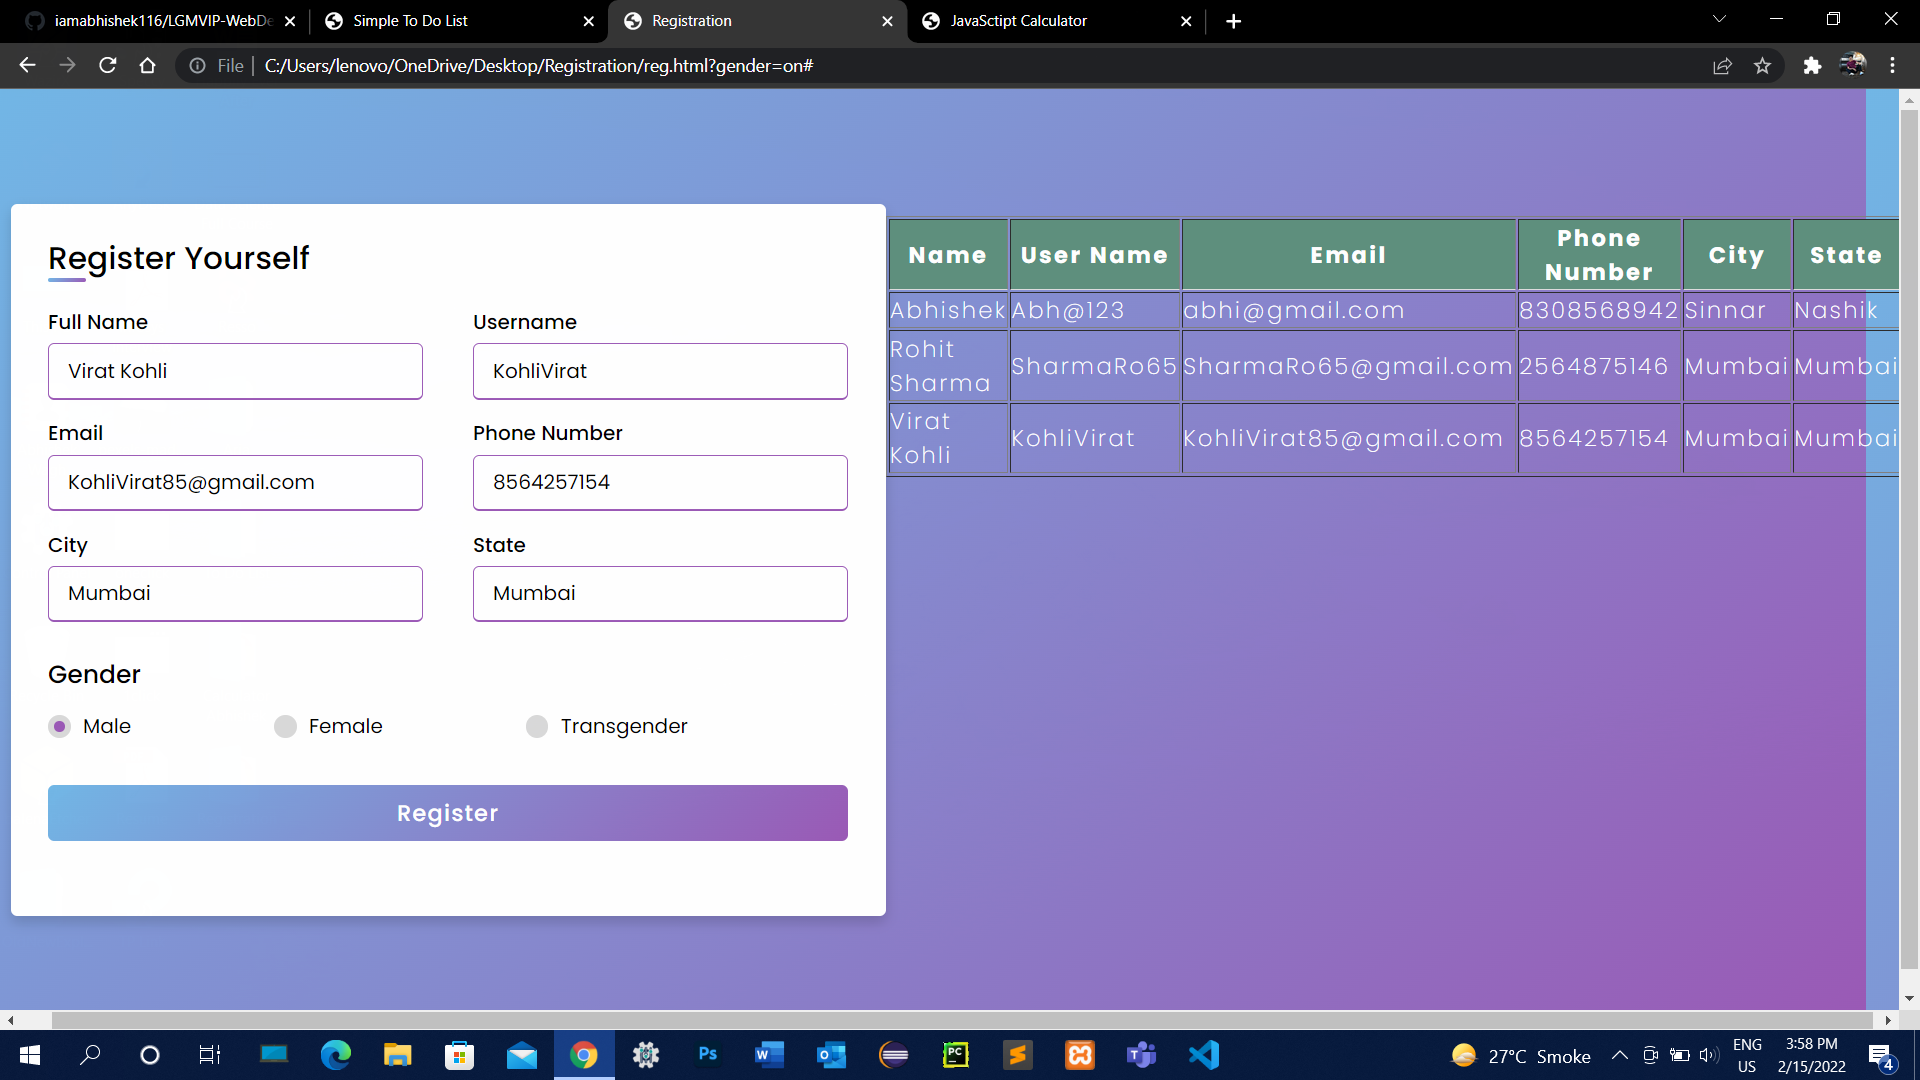 iamabhishek116/LGMVIP-WebDe
Simple To Do List
Registration
JavaSctipt Calculator
File
C:/Users/lenovo/OneDrive/Desktop/Registration/reg.html?gender=on#
Register Yourself
Full Name
Username
Virat Kohli
KohliVirat
Email
Phone Number
KohliVirat85@gmail.com
8564257154
City
State
Mumbai
Mumbai
Gender
Male
Female
Transgender
Register
Name
User Name
Email
Phone
Number
City
State
Abhishek
Abh@123
abhi@gmail.com
8308568942
Sinnar
Nashik
Rohit
Sharma
SharmaRo65
SharmaRo65@gmail.com
2564875146
Mumbai
Mumbai
Virat
Kohli
KohliVirat
KohliVirat85@gmail.com
8564257154
Mumbai
Mumbai
Ps
W
O
PC
27°C Smoke
ENG
US
3:58 PM
2/15/2022
4